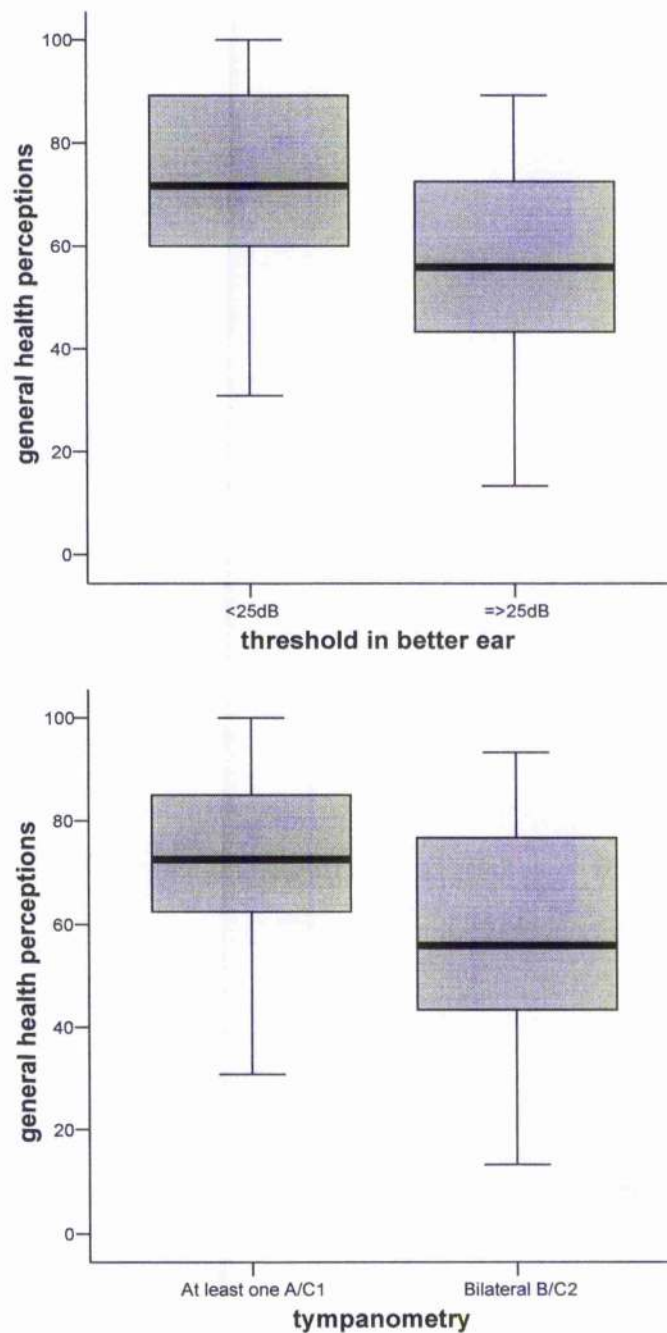 general health perceptions
100
80
60
40
20
0
<25dB
=>25dB
threshold in better ear
general health perceptions
100
80
60
40
20
0
At least one A/C1
Bilateral B/C2
tympanometry